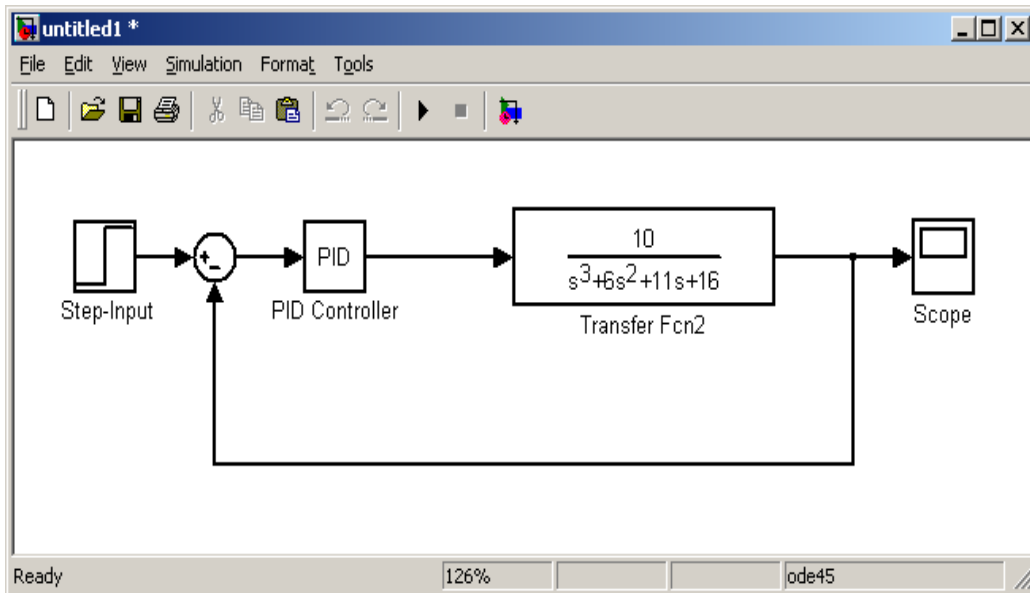 untitled1 *
File Edit View Simulation Format Tools
10
+
-
PID
s³+6s²+11s+16
Step-Input
PID Controller
Transfer Fcn2
Scope
Ready
126%
ode45